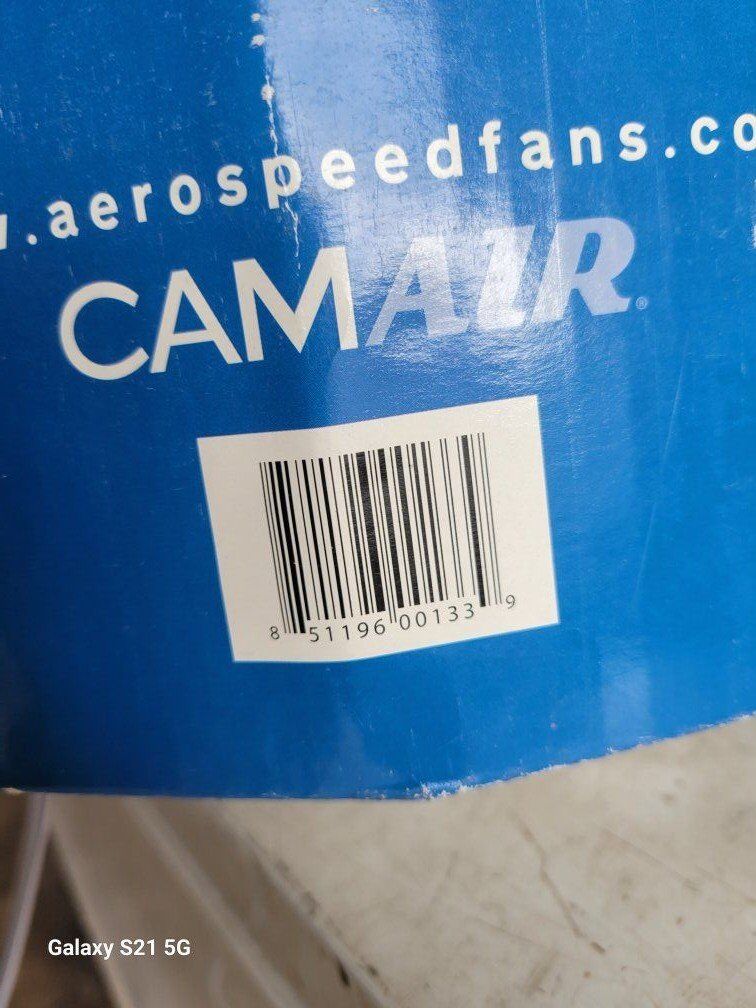 .aerospeedfans.co
CAMAIR®
8 51196 00133 9
Galaxy S21 5G